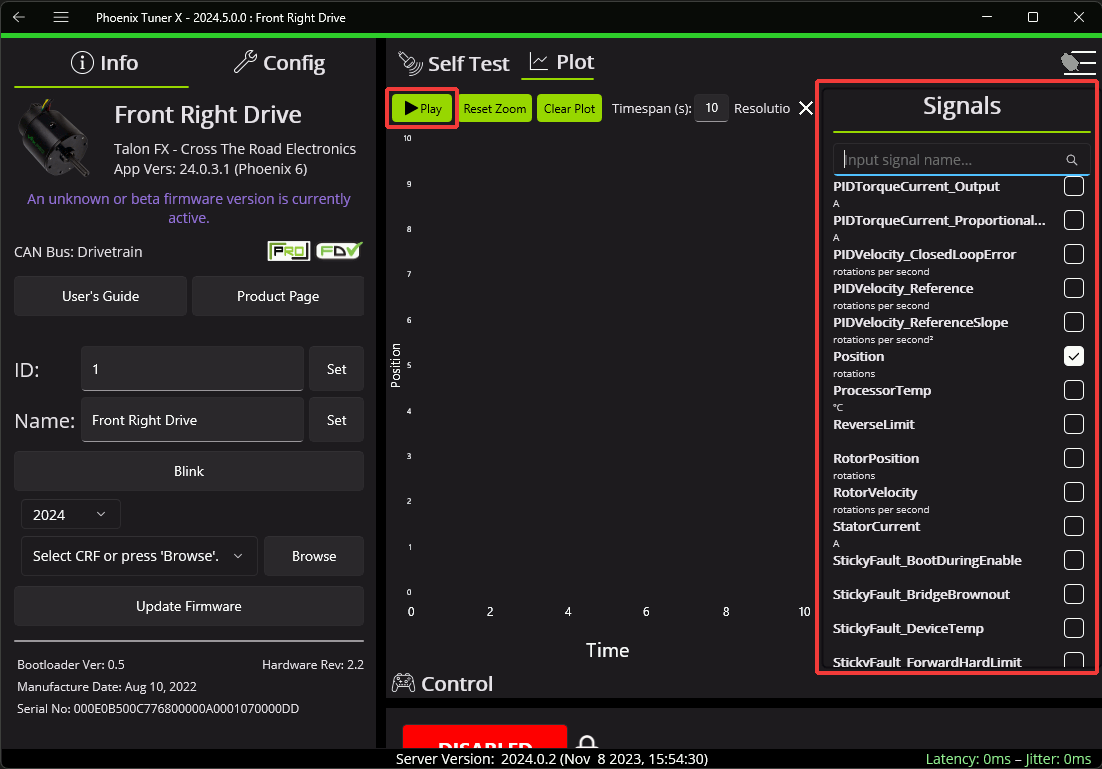 Phoenix Tuner X - 2024.5.0.0 : Front Right Drive
Info
Config
Front Right Drive
Talon FX - Cross The Road Electronics
App Vers: 24.0.3.1 (Phoenix 6)
An unknown or beta firmware version is currently
active.
CAN Bus: Drivetrain
PRO
FDV
User's Guide
Product Page
ID:
1
Set
Name:
Front Right Drive
Set
Blink
2024
Select CRF or press 'Browse'.
Browse
Update Firmware
Bootloader Ver: 0.5
Hardware Rev: 2.2
Manufacture Date: Aug 10, 2022
Serial No: 000E0B500C776800000A0001070000DD
Self Test
Plot
Play
Reset Zoom
Clear Plot
Timespan (s):
10
Resolutio
10
9
8
7
6
5
4
3
2
1
0
Position
0
2
4
6
8
10
Time
Signals
Input signal name...
PIDTorqueCurrent_Output
A
PIDTorqueCurrent_Proportional...
A
PIDVelocity_ClosedLoopError
rotations per second
PIDVelocity_Reference
rotations per second
PIDVelocity_ReferenceSlope
rotations per second²
Position
rotations
ProcessorTemp
°C
ReverseLimit
RotorPosition
rotations
RotorVelocity
rotations per second
StatorCurrent
A
StickyFault_BootDuringEnable
StickyFault_BridgeBrownout
StickyFault_DeviceTemp
StickyFault_ForwardHardLimit
Control
DISABLED
Server Version: 2024.0.2 (Nov 8 2023, 15:54:30)
Latency: 0ms – Jitter: 0ms